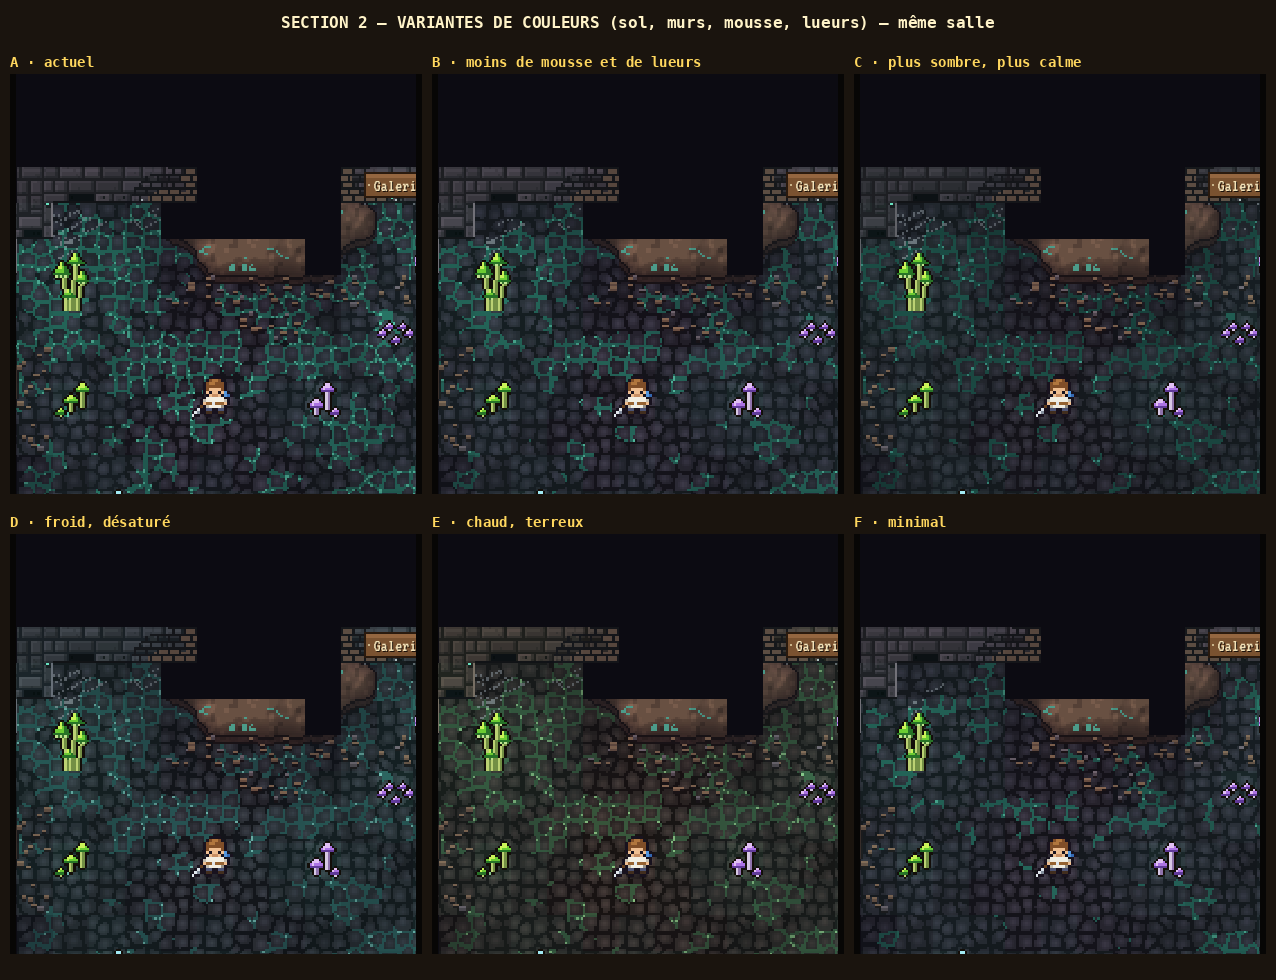 SECTION 2 — VARIANTES DE COULEURS (sol, murs, mousse, lueurs) — même salle
A · actuel
B · moins de mousse et de lueurs
C · plus sombre, plus calme
·Galeri
·Galeri
·Galeri
D · froid, désaturé
E · chaud, terreux
F · minimal
·Galeri
·Galeri
·Galeri